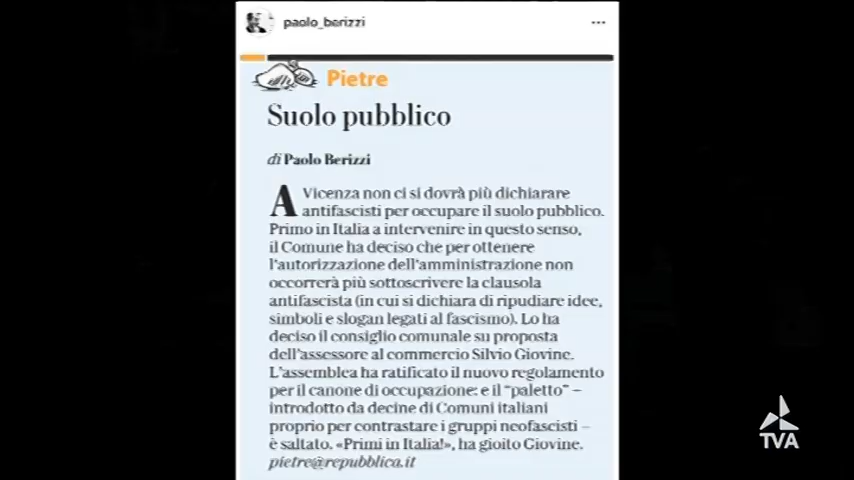 paolo_berizzi
Pietre
Suolo pubblico
di Paolo Berizzi
A Vicenza non ci si dovrà più dichiarare
antifascisti per occupare il suolo pubblico.
Primo in Italia a intervenire in questo senso,
il Comune ha deciso che per ottenere
l'autorizzazione dell'amministrazione non
occorrerà più sottoscrivere la clausola
antifascista (in cui si dichiara di ripudiare idee,
simboli e slogan legati al fascismo). Lo ha
deciso il consiglio comunale su proposta
dell'assessore al commercio Silvio Giovine.
L'assemblea ha ratificato il nuovo regolamento
per il canone di occupazione: e il "paletto" –
introdotto da decine di Comuni italiani
proprio per contrastare i gruppi neofascisti –
è saltato. «Primi in Italia!», ha gioito Giovine.
pietre@repubblica.it
TVA